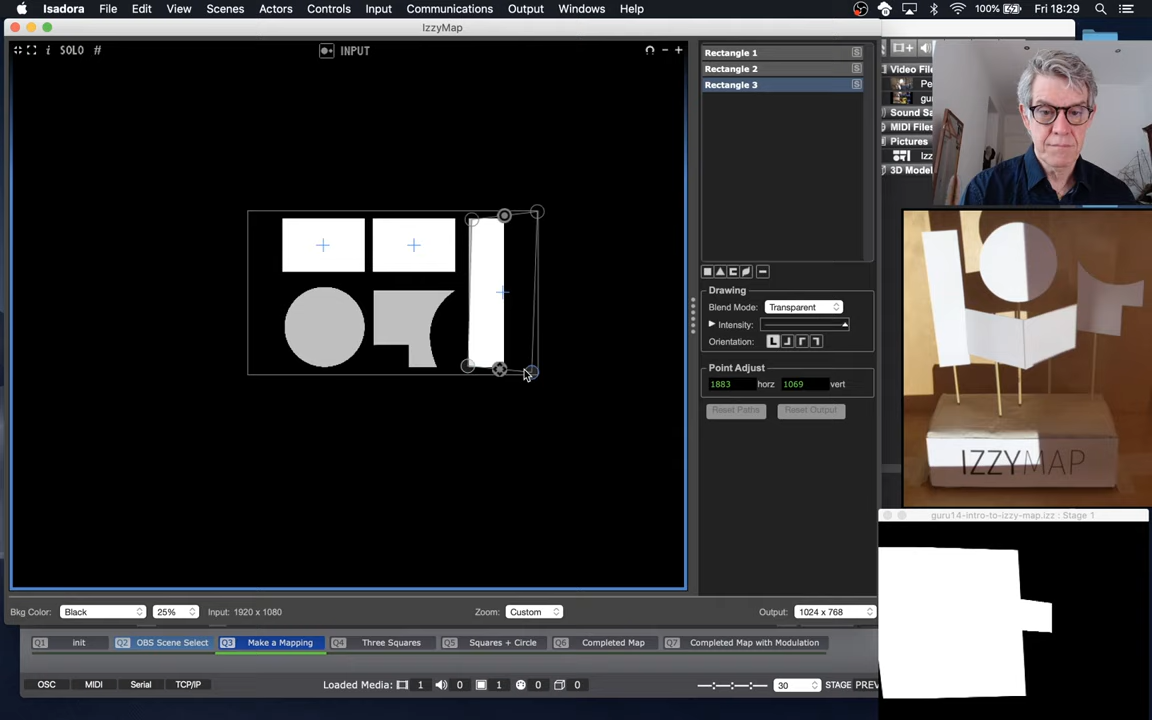 Isadora File Edit View Scenes Actors Controls Input Communications Output Windows Help 100% Fri 18:29
IzzyMap
i SOLO # INPUT - +
Rectangle 1 S
Rectangle 2 S
Rectangle 3 S
Drawing
Blend Mode: Transparent
Intensity:
Orientation:
Point Adjust
1883 horz 1069 vert
Reset Paths Reset Output
Video File
Pe
gu
Sound Sa
MIDI Files
Pictures
Izz
3D Model
IZZYMAP
guru14-intro-to-izzy-map.izz : Stage 1
Bkg Color: Black 25% Input: 1920 x 1080 Zoom: Custom Output: 1024 x 768
Q1 init Q2 OBS Scene Select Q3 Make a Mapping Q4 Three Squares Q5 Squares + Circle Q6 Completed Map Q7 Completed Map with Modulation
OSC MIDI Serial TCP/IP Loaded Media: 1 0 1 0 0 30 STAGE PREV